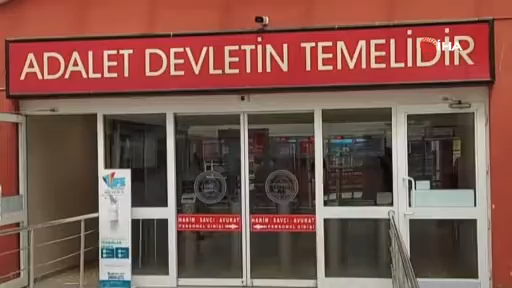 ADALET DEVLETİN TEMELİDİR
İHA
HAKİM - SAVCI - AVUKAT
PERSONEL GİRİŞİ
HAKİM - SAVCI - AVUKAT
PERSONEL GİRİŞİ